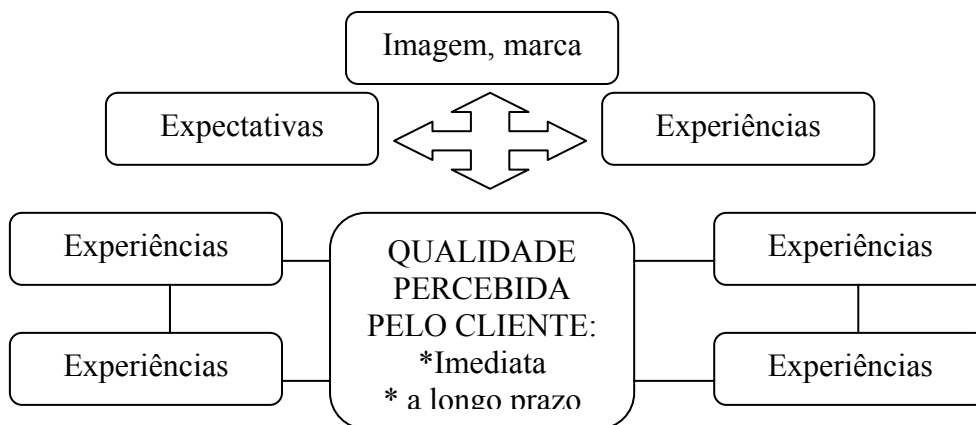 Imagem, marca
Expectativas
Experiências
Experiências
QUALIDADE
PERCEBIDA
PELO CLIENTE:
*Imediata
* a longo prazo
Experiências
Experiências
Experiências